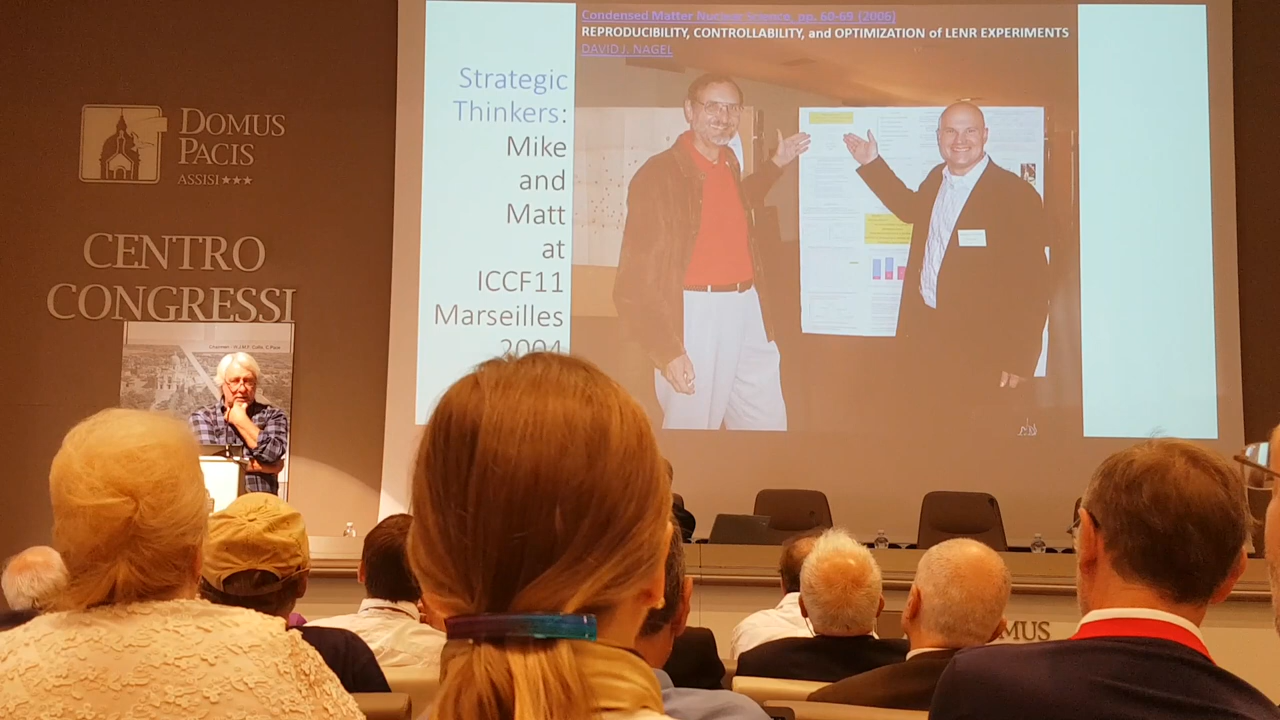 Condensed Matter Nuclear Science, pp. 60-69 (2006)
REPRODUCIBILITY, CONTROLLABILITY, and OPTIMIZATION of LENR EXPERIMENTS
DAVID J. NAGEL
Strategic
Thinkers:
Mike
and
Matt
at
ICCF11
Marseilles
2004
DOMUS
PACIS
ASSISI★★★
CENTRO
CONGRESSI
MUS